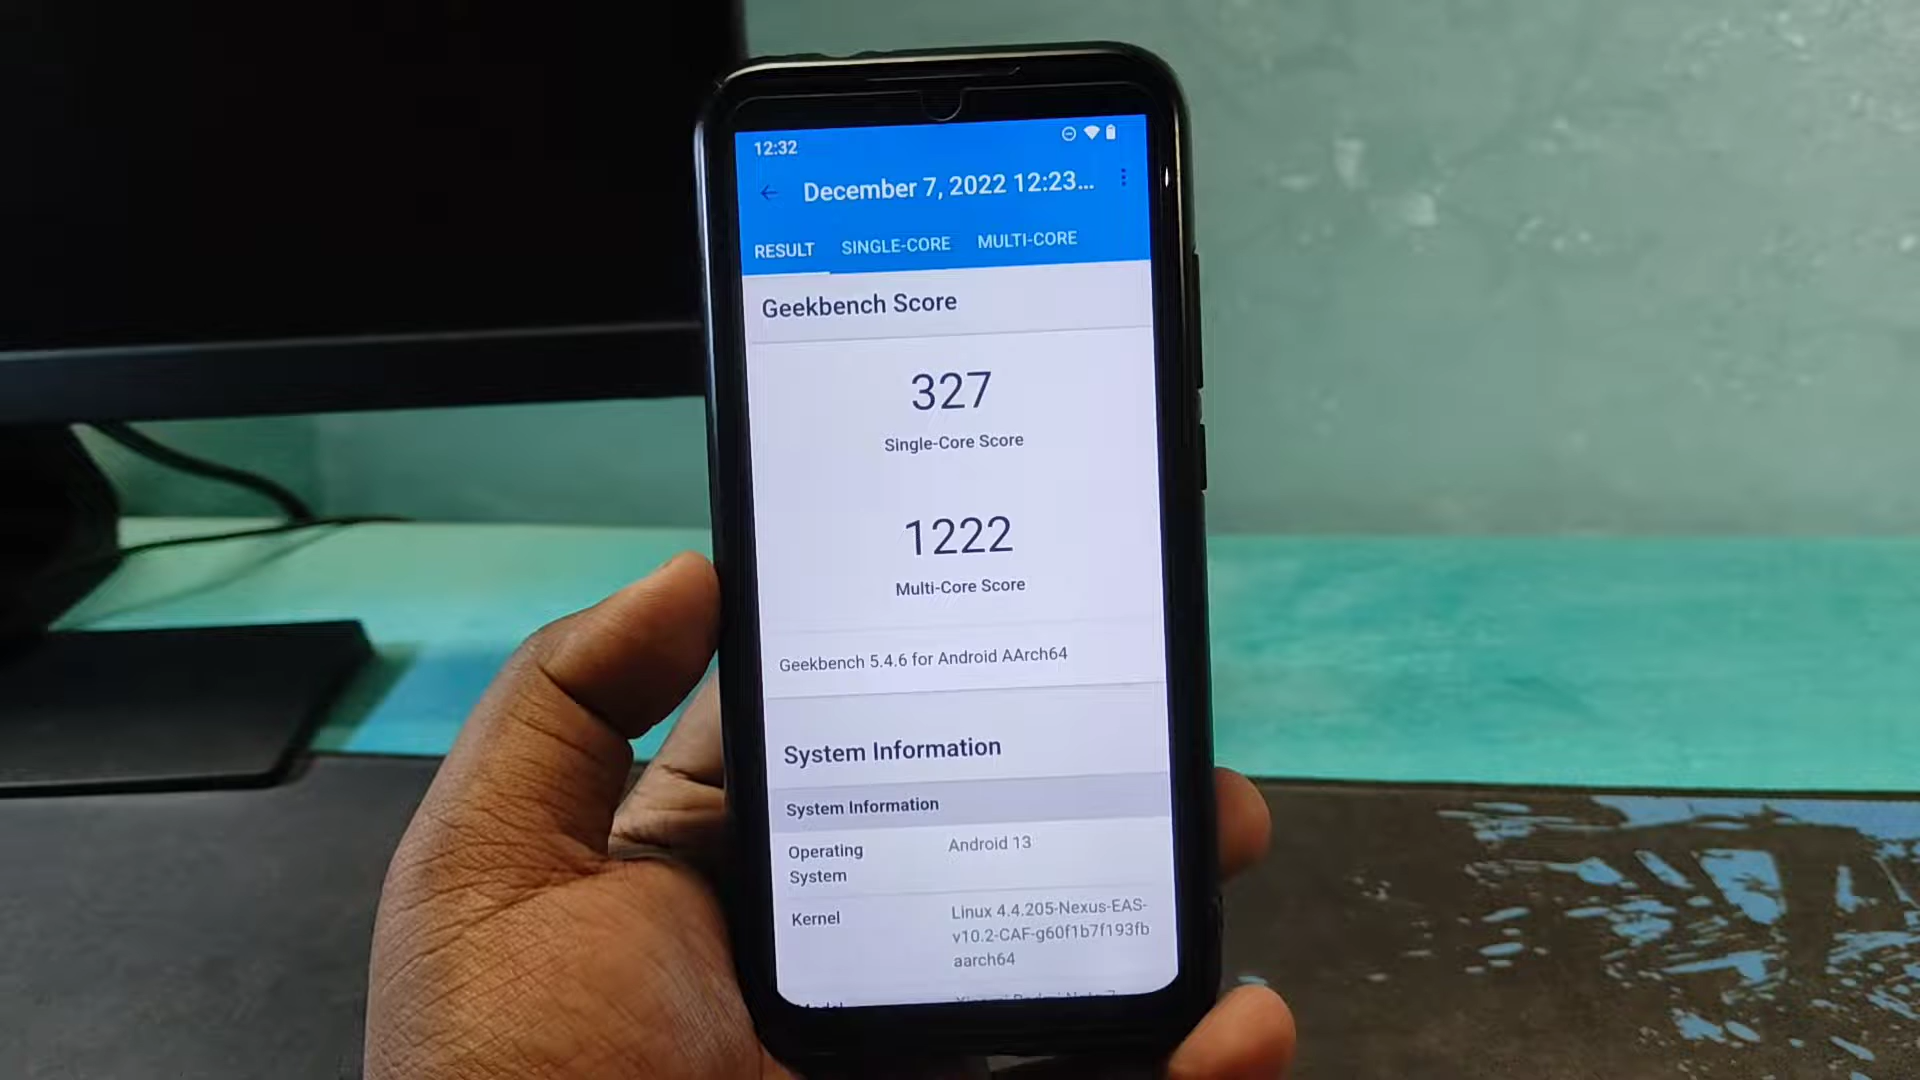 12:32
December 7, 2022 12:23...
RESULT SINGLE-CORE MULTI-CORE
Geekbench Score
327
Single-Core Score
1222
Multi-Core Score
Geekbench 5.4.6 for Android AArch64
System Information
System Information
Operating System
Android 13
Kernel
Linux 4.4.205-Nexus-EAS-
v10.2-CAF-g60f1b7f193fb
aarch64